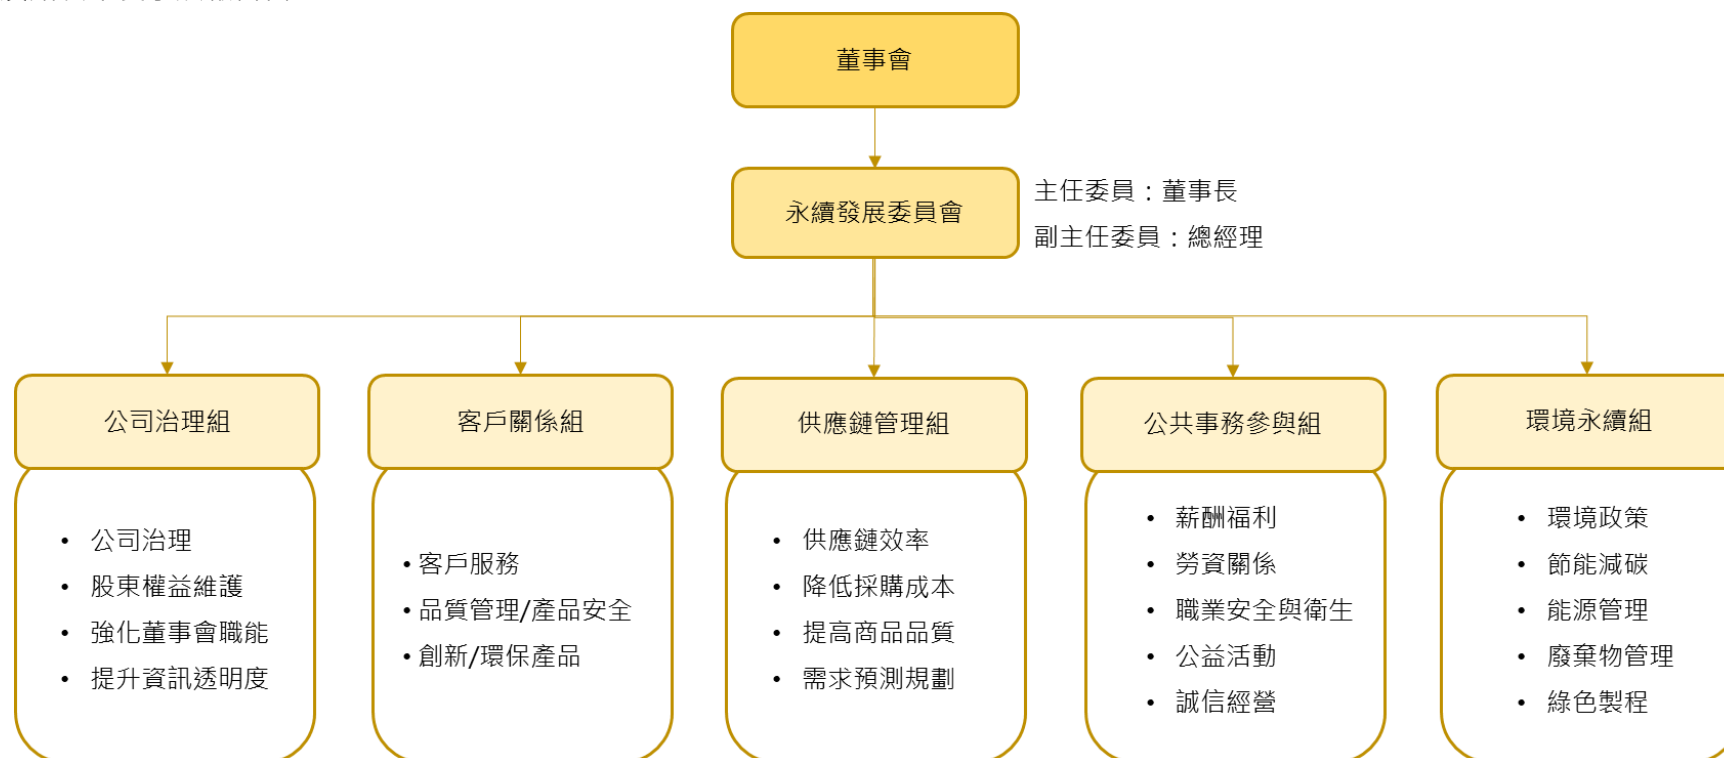 董事會
永續發展委員會
主任委員：董事長
副主任委員：總經理
公司治理組
客戶關係組
供應鏈管理組
公共事務參與組
環境永續組
• 公司治理
• 股東權益維護
• 強化董事會職能
• 提升資訊透明度
• 客戶服務
• 品質管理/產品安全
• 創新/環保產品
• 供應鏈效率
• 降低採購成本
• 提高商品品質
• 需求預測規劃
• 薪酬福利
• 勞資關係
• 職業安全與衛生
• 公益活動
• 誠信經營
• 環境政策
• 節能減碳
• 能源管理
• 廢棄物管理
• 綠色製程